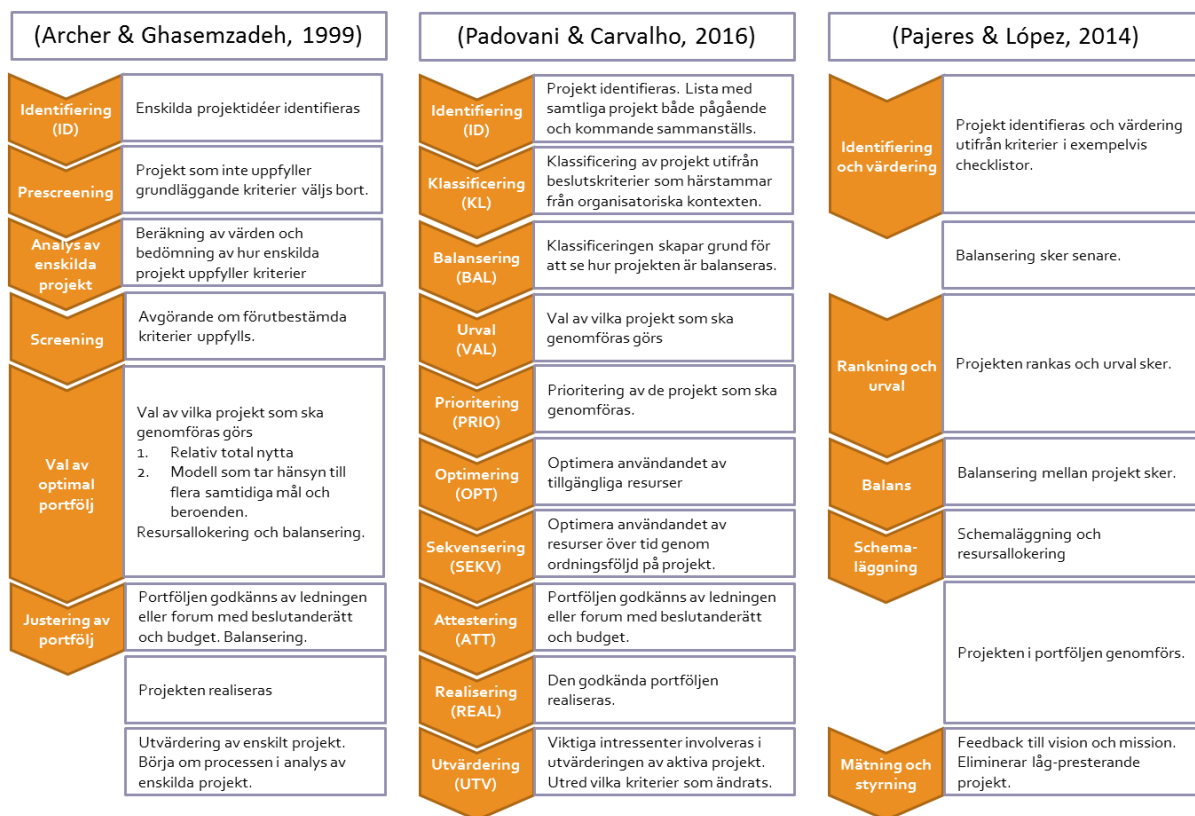 (Archer & Ghasemzadeh, 1999)
Identifiering
(ID)
Enskilda projektidéer identifieras
Prescreening
Projekt som inte uppfyller
grundläggande kriterier väljs bort.
Analys av
enskilda
projekt
Beräkning av värden och
bedömning av hur enskilda
projekt uppfyller kriterier
Screening
Avgörande om förutbestämda
kriterier uppfylls.
Val av
optimal
portfölj
Val av vilka projekt som ska
genomföras görs
1. Relativ total nytta
2. Modell som tar hänsyn till
flera samtidiga mål och
beroenden.
Resursallokering och balansering.
Justering av
portfölj
Portföljen godkänns av ledningen
eller forum med beslutanderätt
och budget. Balansering.
Projekten realiseras
Utvärdering av enskilt projekt.
Börja om processen i analys av
enskilda projekt.
(Padovani & Carvalho, 2016)
Identifiering
(ID)
Projekt identifieras. Lista med
samtliga projekt både pågående
och kommande sammanställs.
Klassificering
(KL)
Klassificering av projekt utifrån
beslutskriterier som härstammar
från organisatoriska kontexten.
Balansering
(BAL)
Klassificeringen skapar grund för
att se hur projekten är balanseras.
Urval
(VAL)
Val av vilka projekt som ska
genomföras görs
Prioritering
(PRIO)
Prioritering av de projekt som ska
genomföras.
Optimering
(OPT)
Optimera användandet av
tillgängliga resurser
Sekvensering
(SEKV)
Optimera användandet av
resurser över tid genom
ordningsföljd på projekt.
Attestering
(ATT)
Portföljen godkänns av ledningen
eller forum med beslutanderätt
och budget.
Realisering
(REAL)
Den godkända portföljen
realiseras.
Utvärdering
(UTV)
Viktiga intressenter involveras i
utvärderingen av aktiva projekt.
Utred vilka kriterier som ändrats.
(Pajeres & López, 2014)
Identifiering
och värdering
Projekt identifieras och värdering
utifrån kriterier i exempelvis
checklistor.
Balansering sker senare.
Rankning och
urval
Projekten rankas och urval sker.
Balans
Balansering mellan projekt sker.
Schema-
läggning
Schemaläggning och
resursallokering
Projekten i portföljen genomförs.
Mätning och
styrning
Feedback till vision och mission.
Eliminerar låg-presterande
projekt.